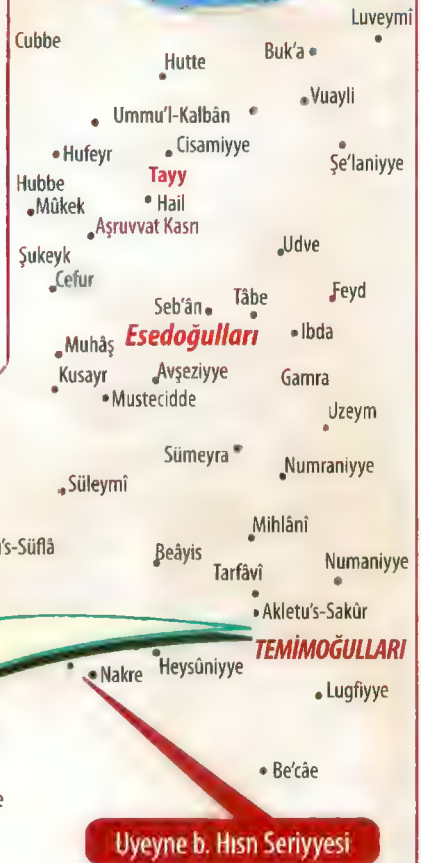 Luveymî
Cubbe
Buk'a
Hutte
Vuayli
Ummu'l-Kalbân
Cisamiyye
Hufeyr
Şe'laniyye
Tayy
Hubbe
Hail
Mûkek
Aşruvvat Kasrı
Udve
Şukeyk
Cefur
Feyd
Tâbe
Seb'ân
Esedoğulları
Ibda
Muhâş
Kusayr
Avşeziyye
Gamra
Mustecidde
Uzeym
Sümeyra
Numraniyye
Süleymî
Mihlânî
's-Süflâ
Beâyis
Numaniyye
Tarfâvî
Akletu's-Sakûr
TEMİMOĞULLARI
Heysûniyye
Nakre
Lugfiyye
Be'câe
e
Uyeyne b. Hısn Seriyyesi